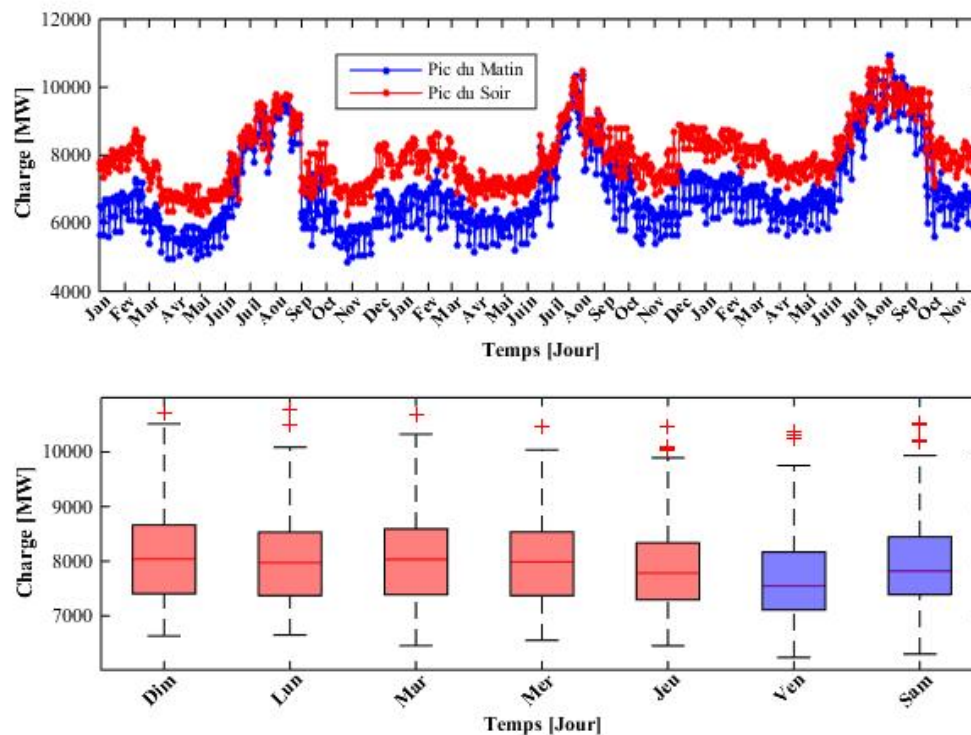 12000
10000
8000
6000
4000
Charge [MW]
Pic du Matin
Pic du Soir
Jan Fev Mar Avr Mai Juin Juil Aou Sep Oct Nov Dec Jan Fev Mar Avr Mai Juin Juil Aou Sep Oct Nov Dec Jan Fev Mar Avr Mai Juin Juil Aou Sep Oct Nov
Temps [Jour]
10000
9000
8000
7000
Charge [MW]
Dim Lun Mar Mer Jeu Ven Sam
Temps [Jour]